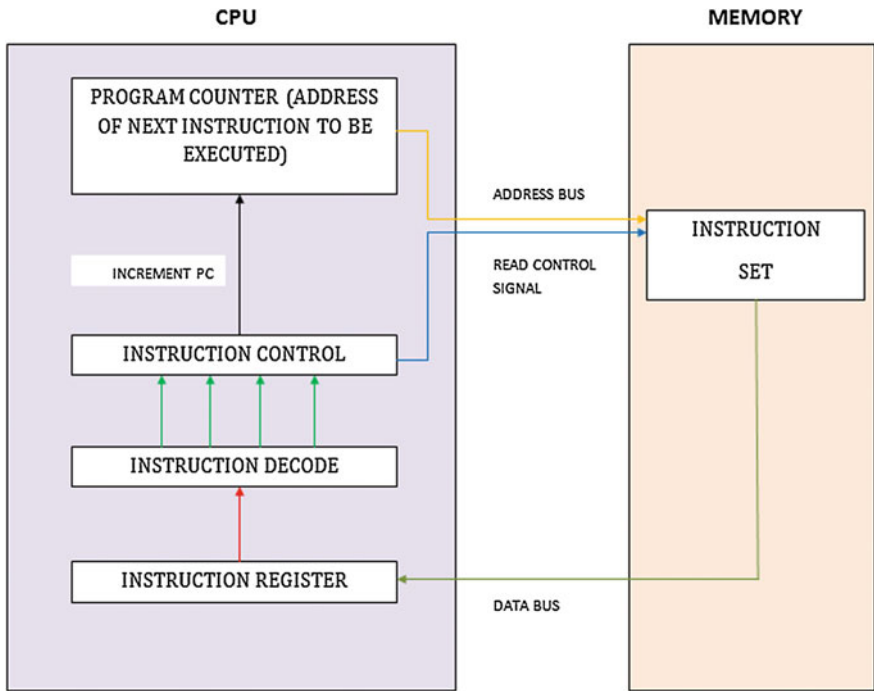 CPU
MEMORY
PROGRAM COUNTER (ADDRESS
OF NEXT INSTRUCTION TO BE
EXECUTED)
ADDRESS BUS
INSTRUCTION
SET
READ CONTROL
SIGNAL
INCREMENT PC
INSTRUCTION CONTROL
INSTRUCTION DECODE
INSTRUCTION REGISTER
DATA BUS